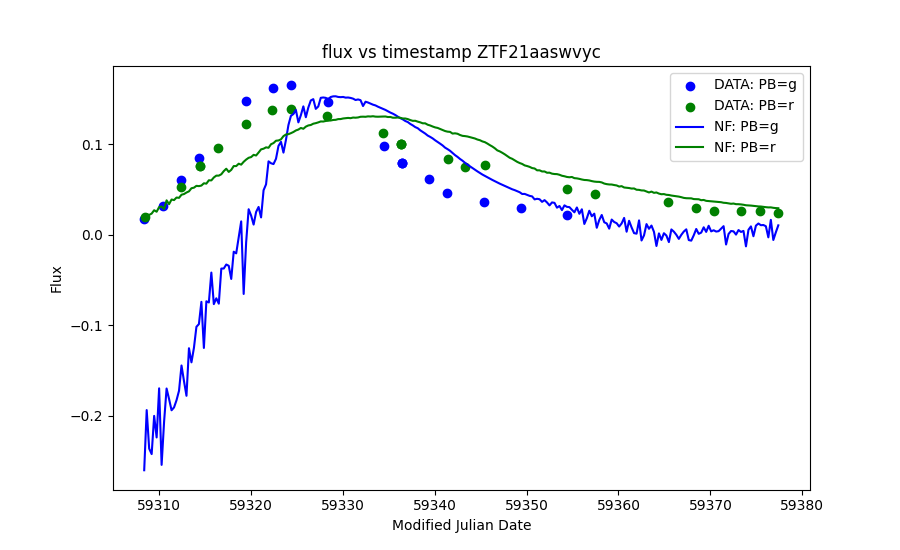 flux vs timestamp ZTF21aaswvyc
DATA: PB=g
DATA: PB=r
NF: PB=g
NF: PB=r
Flux
0.1
0.0
−0.1
−0.2
59310 59320 59330 59340 59350 59360 59370 59380
Modified Julian Date